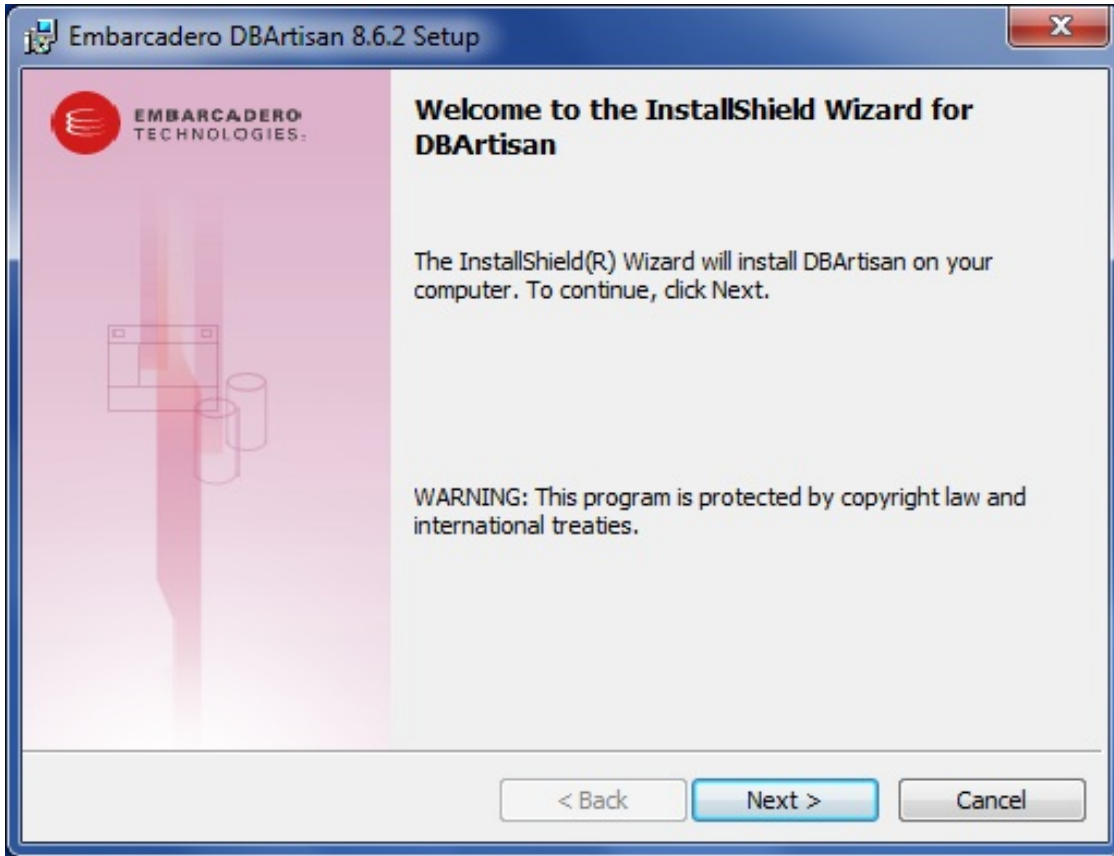 Embarcadero DBArtisan 8.6.2 Setup
EMBARCADERO
TECHNOLOGIES
Welcome to the InstallShield Wizard for
DBArtisan
The InstallShield(R) Wizard will install DBArtisan on your
computer. To continue, click Next.
WARNING: This program is protected by copyright law and
international treaties.
< Back Next > Cancel